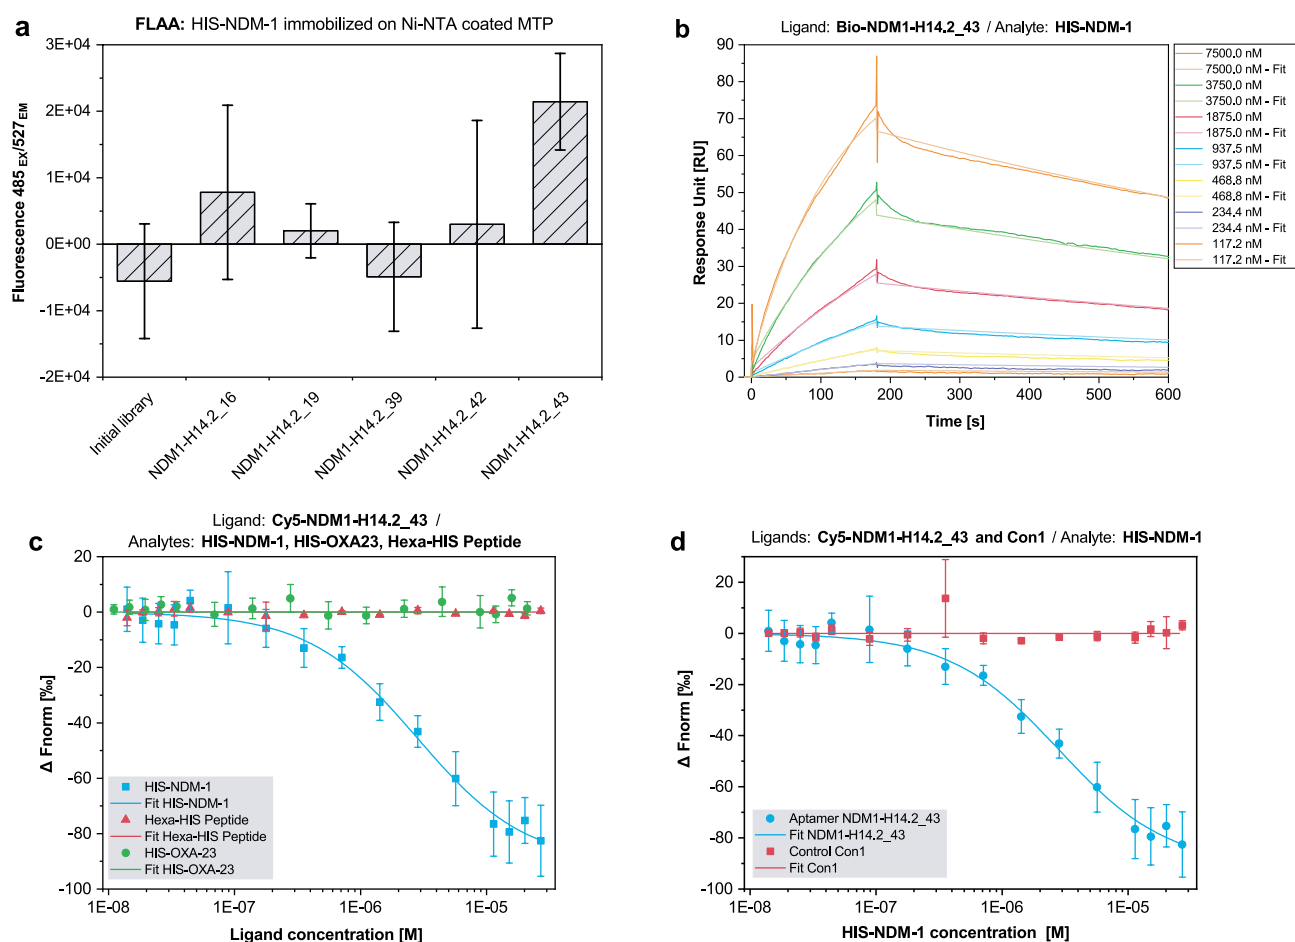 a
FLAA: HIS-NDM-1 immobilized on Ni-NTA coated MTP
Fluorescence 485EX/527EM
3E+04
2E+04
1E+04
0E+00
-1E+04
-2E+04
Initial library
NDM1-H14.2_16
NDM1-H14.2_19
NDM1-H14.2_39
NDM1-H14.2_42
NDM1-H14.2_43
b
Ligand: Bio-NDM1-H14.2_43 / Analyte: HIS-NDM-1
Response Unit [RU]
90
80
70
60
50
40
30
20
10
0
0 100 200 300 400 500 600
Time [s]
7500.0 nM
7500.0 nM - Fit
3750.0 nM
3750.0 nM - Fit
1875.0 nM
1875.0 nM - Fit
937.5 nM
937.5 nM - Fit
468.8 nM
468.8 nM - Fit
234.4 nM
234.4 nM - Fit
117.2 nM
117.2 nM - Fit
c
Ligand: Cy5-NDM1-H14.2_43 /
Analytes: HIS-NDM-1, HIS-OXA23, Hexa-HIS Peptide
Δ Fnorm [‰]
20
0
-20
-40
-60
-80
-100
HIS-NDM-1
Fit HIS-NDM-1
Hexa-HIS Peptide
Fit Hexa-HIS Peptide
HIS-OXA-23
Fit HIS-OXA-23
1E-08 1E-07 1E-06 1E-05
Ligand concentration [M]
d
Ligands: Cy5-NDM1-H14.2_43 and Con1 / Analyte: HIS-NDM-1
Δ Fnorm [‰]
20
0
-20
-40
-60
-80
-100
Aptamer NDM1-H14.2_43
Fit NDM1-H14.2_43
Control Con1
Fit Con1
1E-08 1E-07 1E-06 1E-05
HIS-NDM-1 concentration [M]